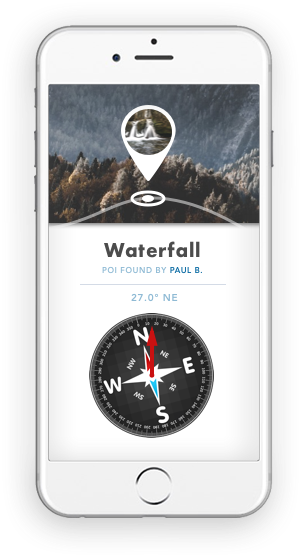 Waterfall
POI FOUND BY PAUL B.
27.0° NE
N
NW NE
W E
SW SE
S